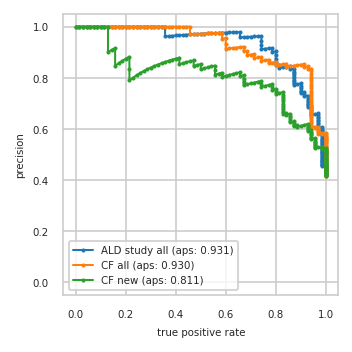 1.0
0.8
0.6
0.4
0.2
0.0
precision
ALD study all (aps: 0.931)
CF all (aps: 0.930)
CF new (aps: 0.811)
0.0 0.2 0.4 0.6 0.8 1.0
true positive rate